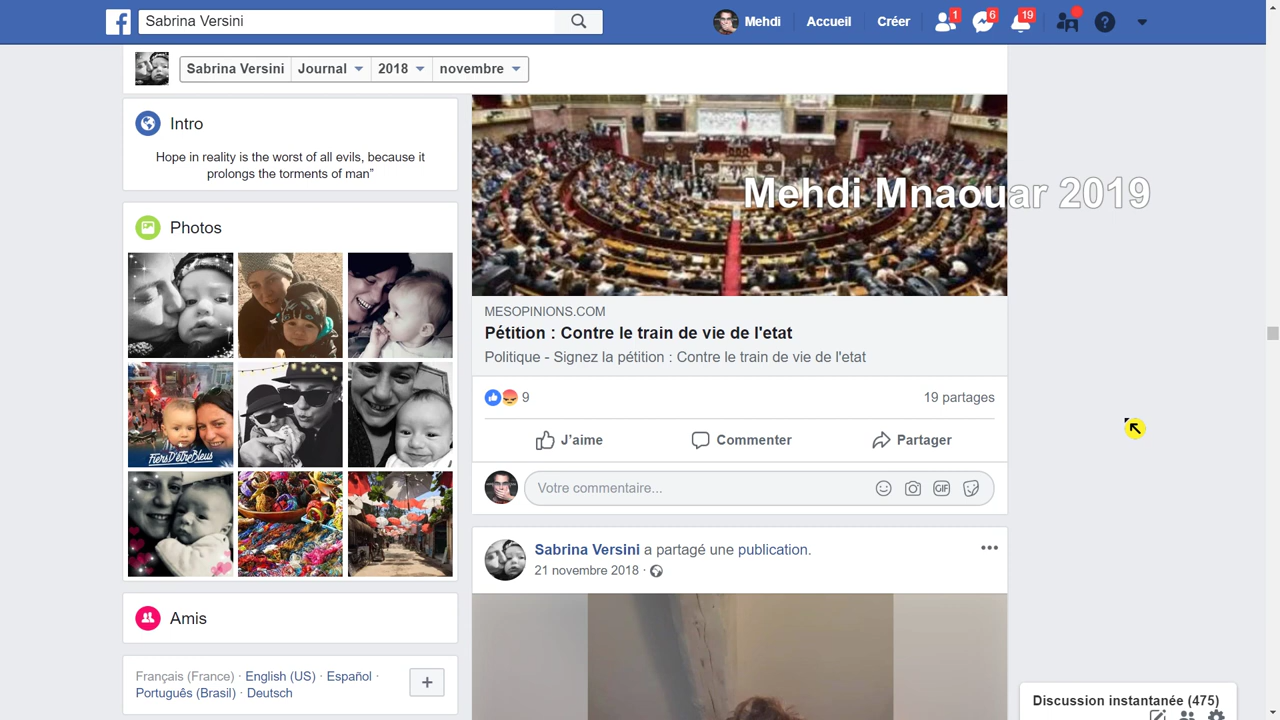 Sabrina Versini
Mehdi
Accueil
Créer
1
6
19
Sabrina Versini
Journal
2018
novembre
Intro
Hope in reality is the worst of all evils, because it
prolongs the torments of man”
Photos
FIERS D'ÊTRE BLEUS
Amis
Français (France) · English (US) · Español ·
Português (Brasil) · Deutsch
+
Mehdi Mnaouar 2019
MESOPINIONS.COM
Pétition : Contre le train de vie de l'etat
Politique - Signez la pétition : Contre le train de vie de l'etat
9
19 partages
J’aime
Commenter
Partager
Votre commentaire...
GIF
Sabrina Versini a partagé une publication.
21 novembre 2018 ·
Discussion instantanée (475)